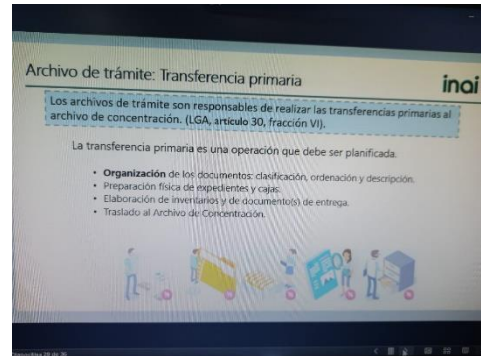 Archivo de trámite: Transferencia primaria
inai
Los archivos de trámite son responsables de realizar las transferencias primarias al
archivo de concentración. (LGA, artículo 30, fracción VI).
La transferencia primaria es una operación que debe ser planificada.
• Organización de los documentos: clasificación, ordenación y descripción.
• Preparación física de expedientes y cajas.
• Elaboración de inventarios y de documento(s) de entrega.
• Traslado al Archivo de Concentración.